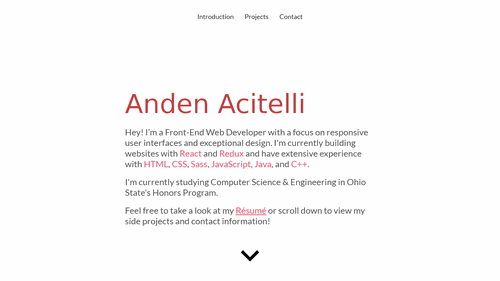 Introduction Projects Contact
Anden Acitelli
Hey! I'm a Front-End Web Developer with a focus on responsive
user interfaces and exceptional design. I'm currently building
websites with React and Redux and have extensive experience
with HTML, CSS, Sass, JavaScript, Java, and C++.
I'm currently studying Computer Science & Engineering in Ohio
State's Honors Program.
Feel free to take a look at my Résumé or scroll down to view my
side projects and contact information!